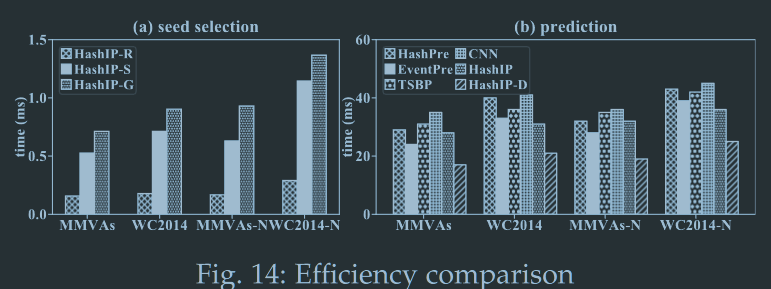 (a) seed selection
1.5
1.0
0.5
0.0
time (ms)
HashIP-R
HashIP-S
HashIP-G
MMVAs WC2014 MMVAs-N WC2014-N
(b) prediction
60
40
20
0
time (ms)
HashPre CNN
EventPre HashIP
TSBP HashIP-D
MMVAs WC2014 MMVAs-N WC2014-N
Fig. 14: Efficiency comparison